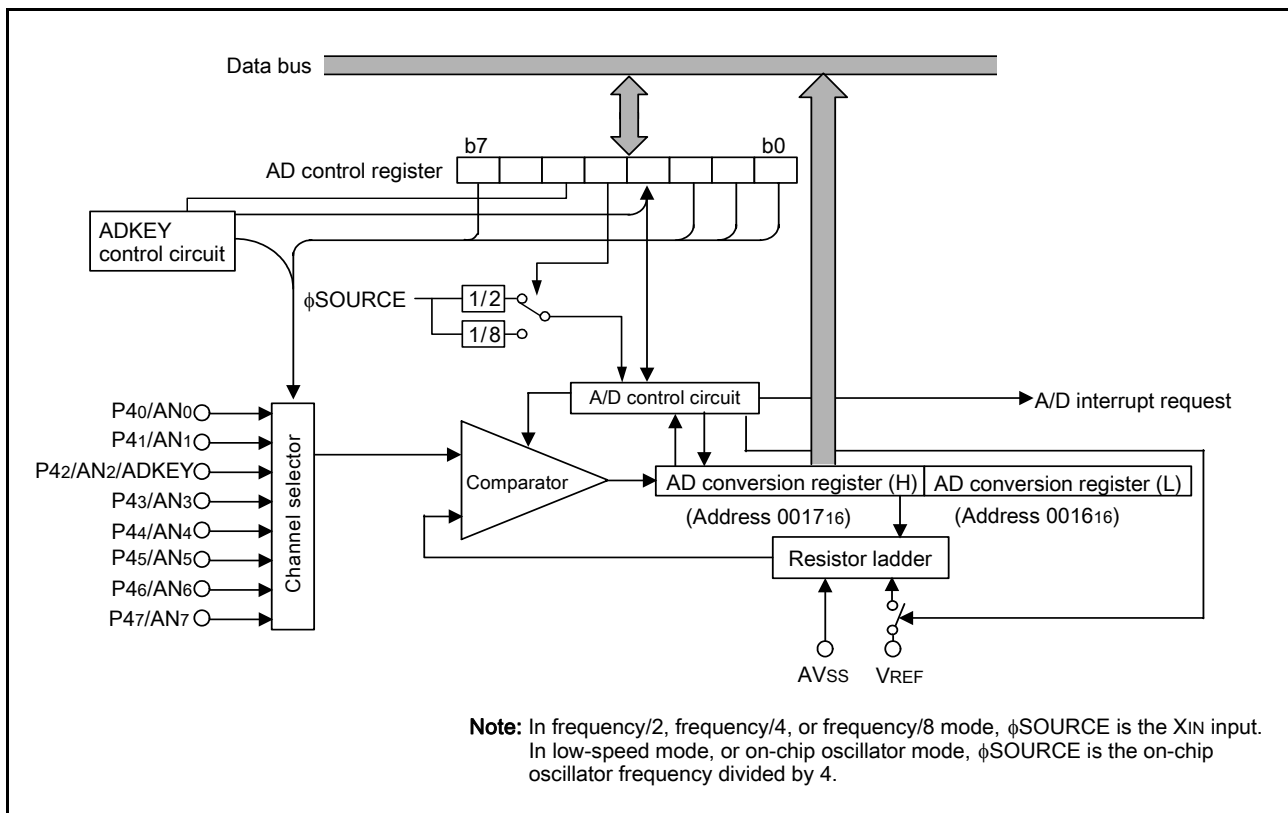 Data bus
b7 b0
AD control register
ADKEY
control circuit
ϕSOURCE
1/2
1/8
A/D control circuit
A/D interrupt request
P40/AN0
P41/AN1
P42/AN2/ADKEY
P43/AN3
P44/AN4
P45/AN5
P46/AN6
P47/AN7
Channel selector
Comparator
AD conversion register (H) AD conversion register (L)
(Address 001716) (Address 001616)
Resistor ladder
AVSS VREF
Note: In frequency/2, frequency/4, or frequency/8 mode, ϕSOURCE is the XIN input.
In low-speed mode, or on-chip oscillator mode, ϕSOURCE is the on-chip
oscillator frequency divided by 4.